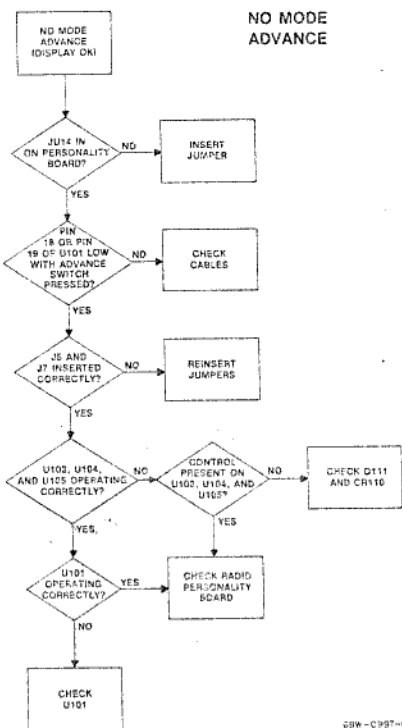 NO MODE
ADVANCE
NO MODE
ADVANCE
(DISPLAY OK)
JU14 IN
ON PERSONALITY
BOARD?
NO
INSERT
JUMPER
YES
PIN
18 OR PIN
19 OF U101 LOW
WITH ADVANCE
SWITCH
PRESSED?
NO
CHECK
CABLES
YES
J5 AND
J7 INSERTED
CORRECTLY?
NO
REINSERT
JUMPERS
YES
U103, U104,
AND U105 OPERATING
CORRECTLY?
NO
CONTROL
PRESENT ON
U103, U104, AND
U105?
NO
CHECK Q111
AND CR110
YES,
YES
U101
OPERATING
CORRECTLY?
YES
CHECK RADIO
PERSONALITY
BOARD
NO
CHECK
U101